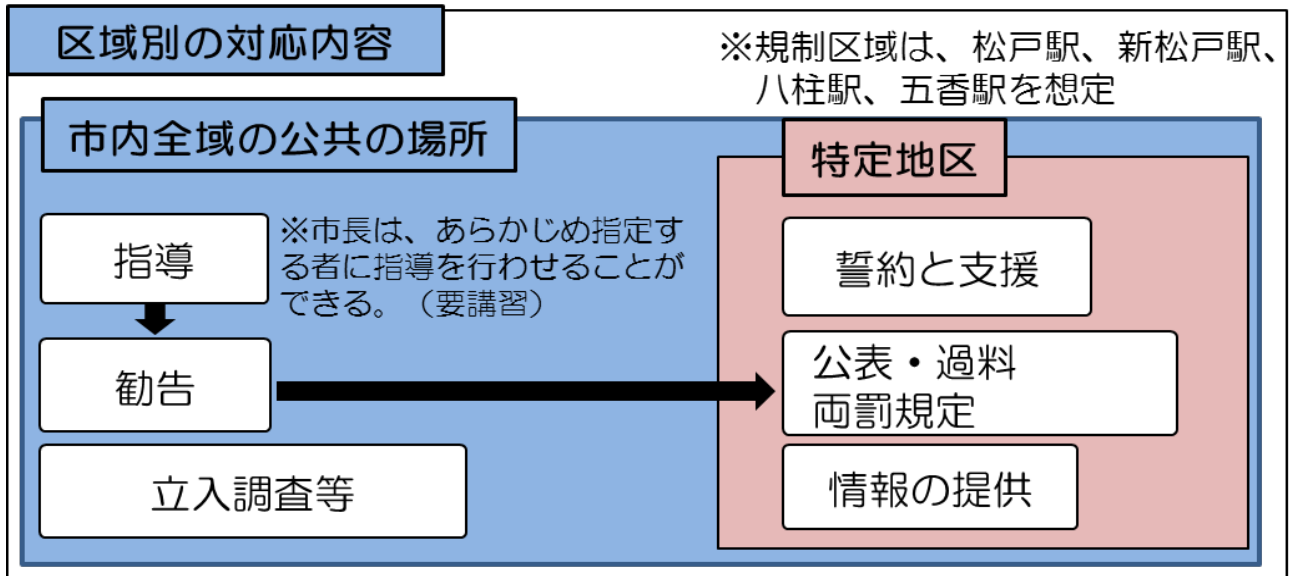 区域別の対応内容
※規制区域は、松戸駅、新松戸駅、
八柱駅、五香駅を想定
市内全域の公共の場所
指導
※市長は、あらかじめ指定す
る者に指導を行わせることが
できる。（要講習）
勧告
立入調査等
特定地区
誓約と支援
公表・過料
両罰規定
情報の提供